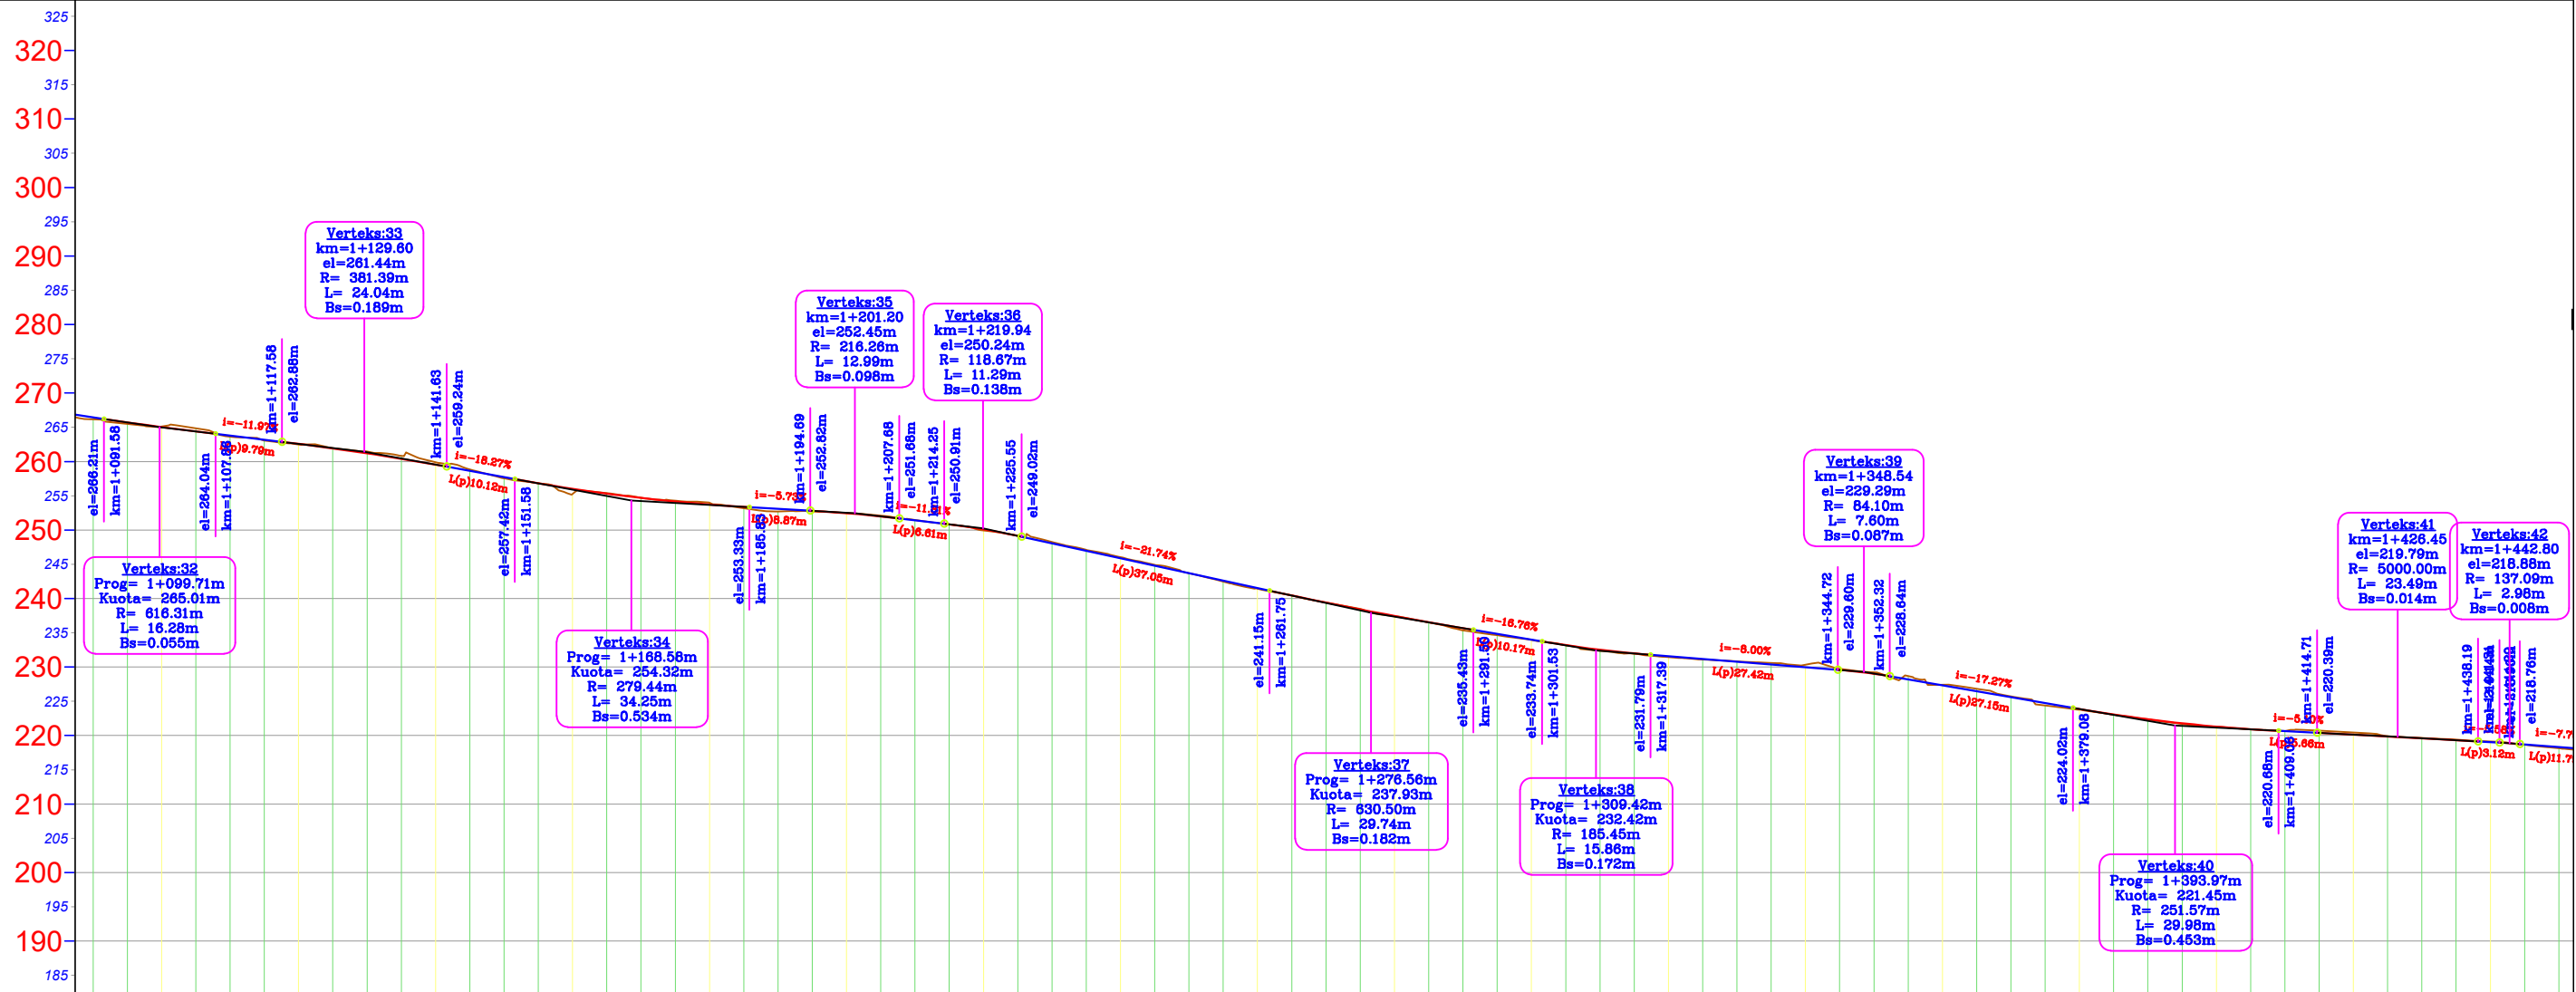 325
320
315
310
305
300
295
290
285
280
275
270
265
260
255
250
245
240
235
230
225
220
215
210
205
200
195
190
185
el=266.21m
km=1+091.58
Verteks:32
Prog= 1+099.71m
Kuota= 265.01m
R= 616.31m
L= 16.28m
Bs=0.055m
el=264.04m
i=-11.97%
L(p)9.79m
km=1+117.58
el=262.88m
Verteks:33
km=1+129.60
el=261.44m
R= 381.39m
L= 24.04m
Bs=0.189m
km=1+141.63
el=259.24m
i=-18.27%
L(p)10.12m
el=257.42m
km=1+151.58
Verteks:34
Prog= 1+168.58m
Kuota= 254.32m
R= 279.44m
L= 34.25m
Bs=0.534m
el=253.33m
km=1+185.83
i=-5.73%
L(p)8.87m
km=1+194.69
el=252.82m
Verteks:35
km=1+201.20
el=252.45m
R= 216.26m
L= 12.99m
Bs=0.098m
km=1+207.68
el=251.68m
L(p)6.61m
km=1+214.25
el=250.91m
Verteks:36
km=1+219.94
el=250.24m
R= 118.67m
L= 11.29m
Bs=0.138m
km=1+225.55
el=249.02m
i=-21.74%
L(p)37.05m
el=241.15m
km=1+261.75
Verteks:37
Prog= 1+276.56m
Kuota= 237.93m
R= 630.50m
L= 29.74m
Bs=0.182m
el=235.43m
i=-16.76%
L(p)10.17m
el=233.74m
km=1+301.53
Verteks:38
Prog= 1+309.42m
Kuota= 232.42m
R= 185.45m
L= 15.86m
Bs=0.172m
el=231.79m
km=1+317.39
i=-8.00%
L(p)27.42m
km=1+344.72
el=229.60m
Verteks:39
km=1+348.54
el=229.29m
R= 84.10m
L= 7.60m
Bs=0.087m
km=1+352.32
el=228.64m
i=-17.27%
L(p)27.15m
el=224.02m
km=1+379.08
Verteks:40
Prog= 1+393.97m
Kuota= 221.45m
R= 251.57m
L= 29.98m
Bs=0.453m
el=220.68m
km=1+409.06
L(p)5.66m
km=1+414.71
el=220.39m
Verteks:41
km=1+426.45
el=219.79m
R= 5000.00m
L= 23.49m
Bs=0.014m
km=1+438.19
L(p)3.12m
Verteks:42
km=1+442.80
el=218.88m
R= 137.09m
L= 2.98m
Bs=0.008m
el=218.76m